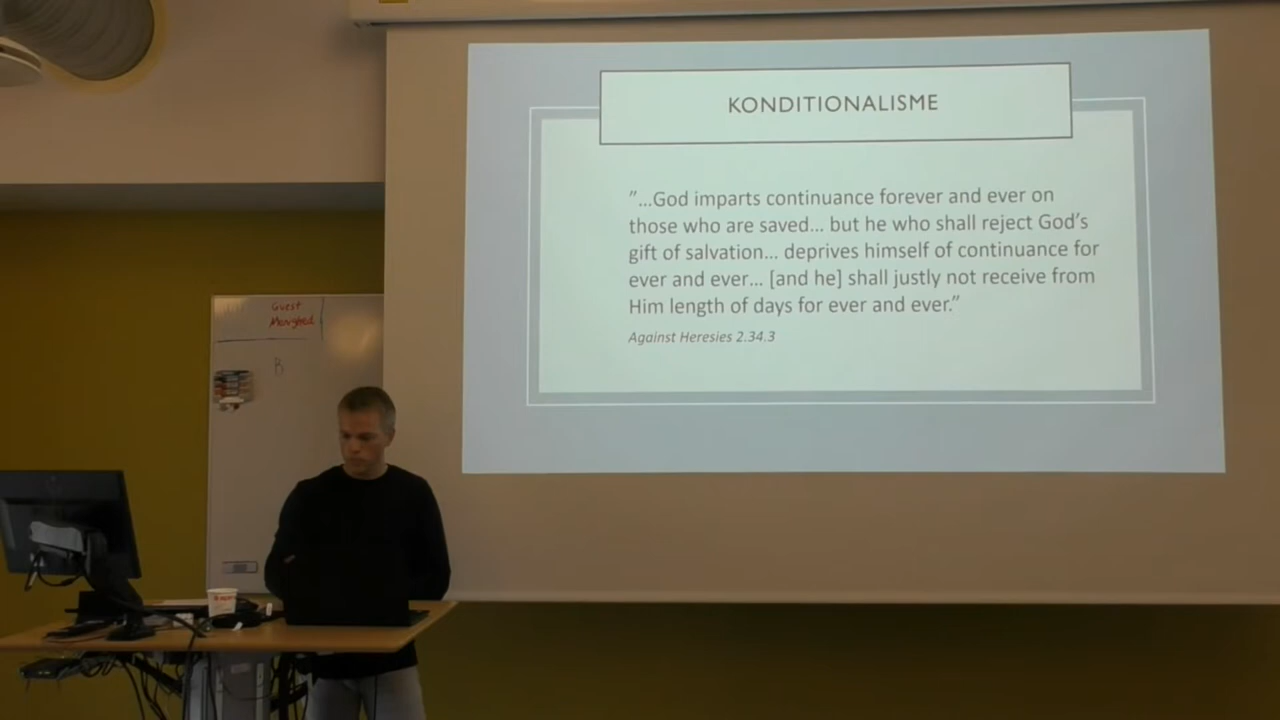 KONDITIONALISME
"...God imparts continuance forever and ever on
those who are saved... but he who shall reject God's
gift of salvation... deprives himself of continuance for
ever and ever... [and he] shall justly not receive from
Him length of days for ever and ever."
Against Heresies 2.34.3
Guest